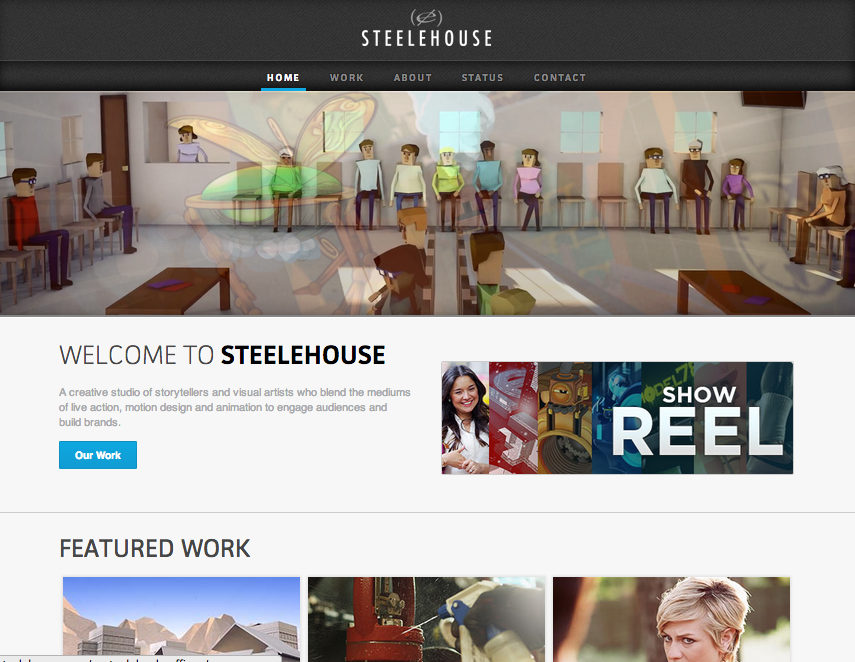 STEELEHOUSE
HOME WORK ABOUT STATUS CONTACT
WELCOME TO STEELEHOUSE
A creative studio of storytellers and visual artists who blend the mediums
of live action, motion design and animation to engage audiences and
build brands.
Our Work
SHOW
REEL
FEATURED WORK